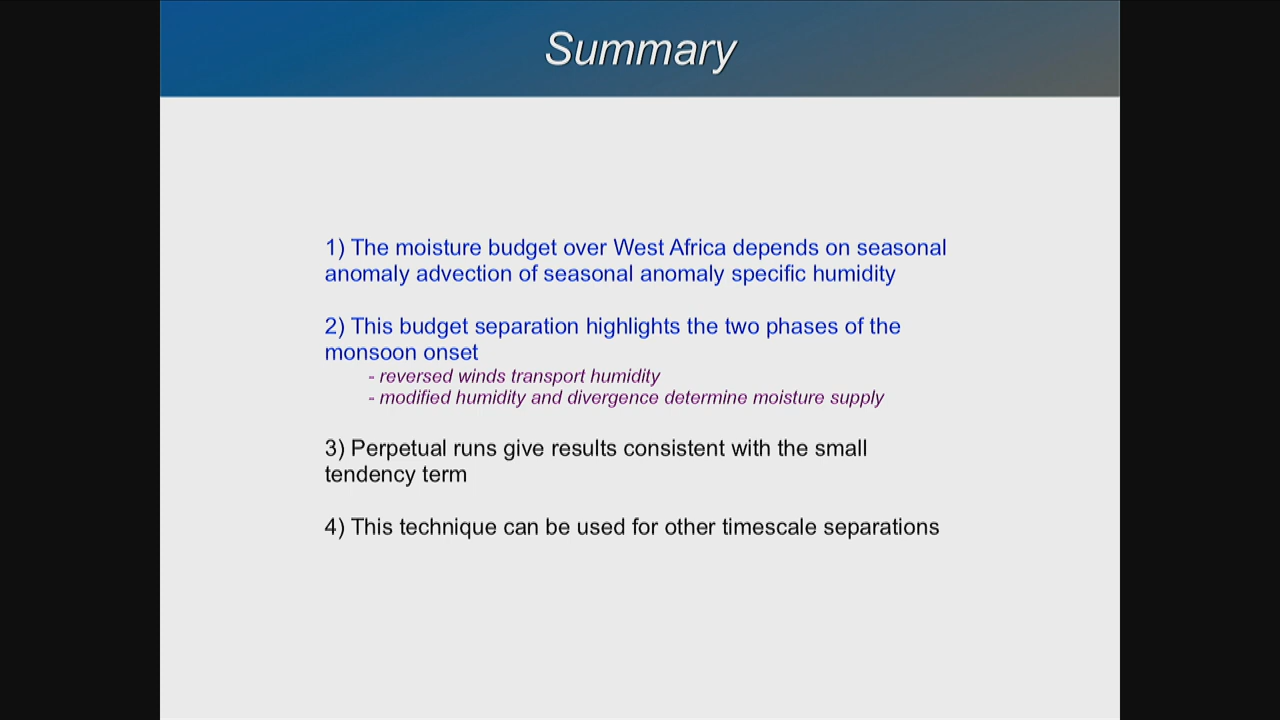 Summary
1) The moisture budget over West Africa depends on seasonal
anomaly advection of seasonal anomaly specific humidity
2) This budget separation highlights the two phases of the
monsoon onset
- reversed winds transport humidity
- modified humidity and divergence determine moisture supply
3) Perpetual runs give results consistent with the small
tendency term
4) This technique can be used for other timescale separations